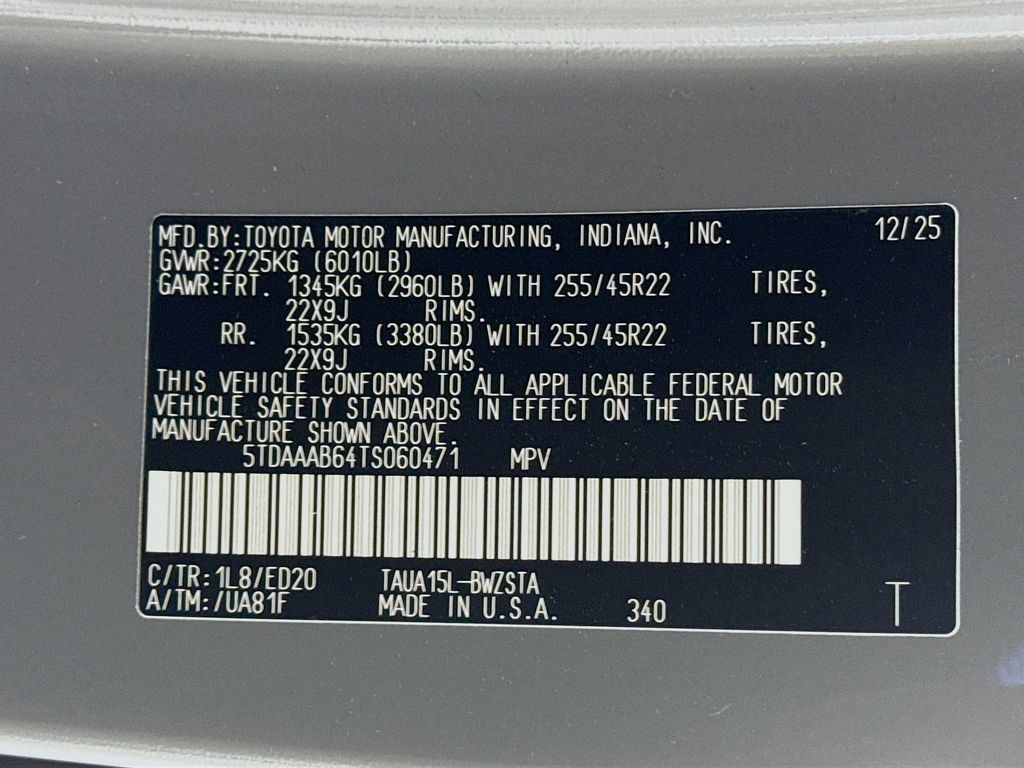 MFD.BY:TOYOTA MOTOR MANUFACTURING, INDIANA, INC. 12/25
GVWR:2725KG (6010LB)
GAWR:FRT. 1345KG (2960LB) WITH 255/45R22 TIRES,
22X9J RIMS.
RR. 1535KG (3380LB) WITH 255/45R22 TIRES,
22X9J RIMS.
THIS VEHICLE CONFORMS TO ALL APPLICABLE FEDERAL MOTOR
VEHICLE SAFETY STANDARDS IN EFFECT ON THE DATE OF
MANUFACTURE SHOWN ABOVE.
5TDAAAB64TS060471 MPV
C/TR:1L8/ED20 TAUA15L-BWZSTA
A/TM:/UA81F MADE IN U.S.A. 340 T